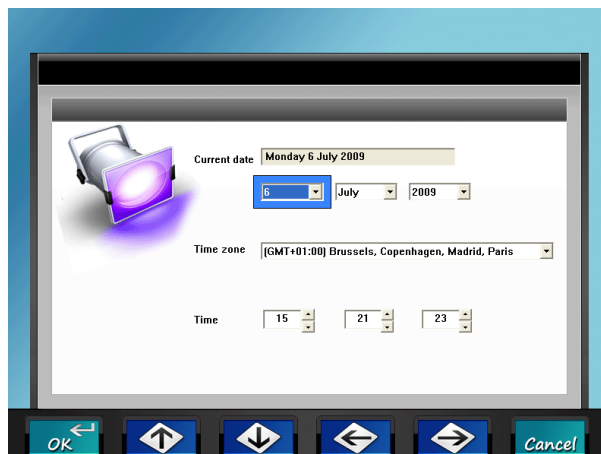 Current date Monday 6 July 2009
6 July 2009
Time zone (GMT+01:00) Brussels, Copenhagen, Madrid, Paris
Time 15 21 23
OK Cancel